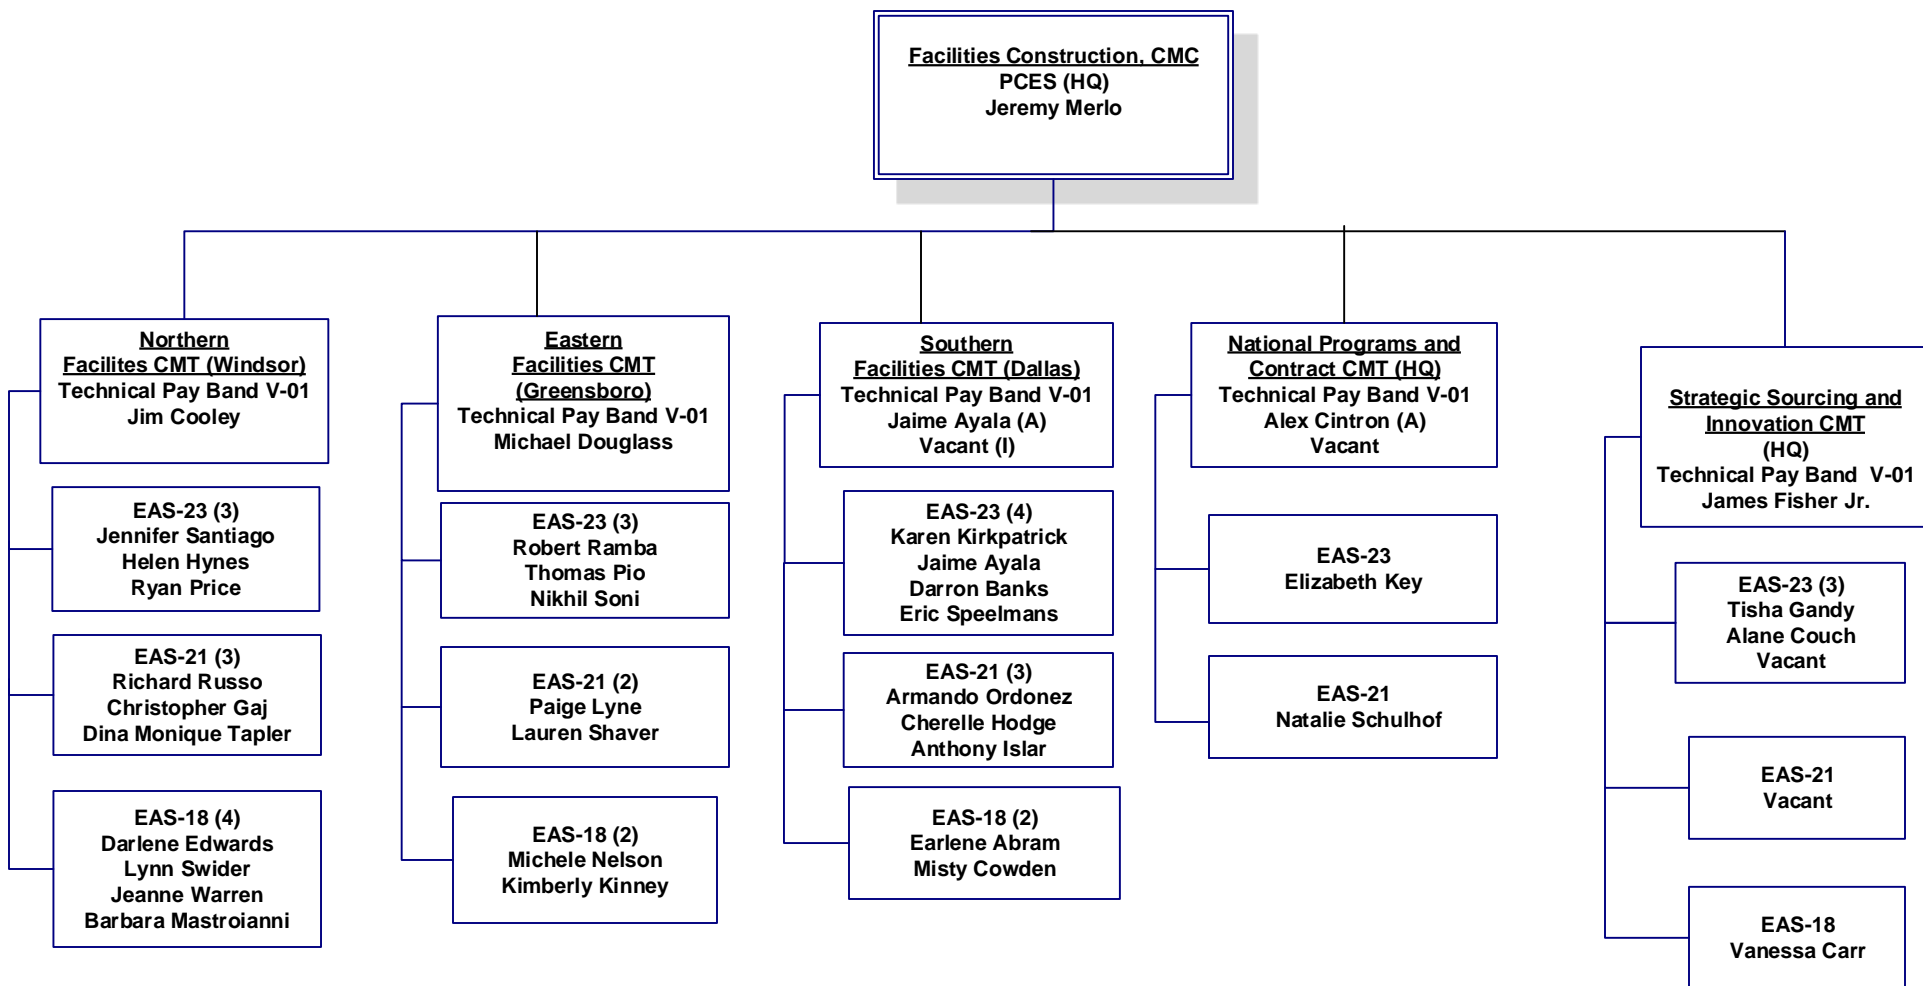 Facilities Construction, CMC
PCES (HQ)
Jeremy Merlo
Northern
Facilites CMT (Windsor)
Technical Pay Band V-01
Jim Cooley
EAS-23 (3)
Jennifer Santiago
Helen Hynes
Ryan Price
EAS-21 (3)
Richard Russo
Christopher Gaj
Dina Monique Tapler
EAS-18 (4)
Darlene Edwards
Lynn Swider
Jeanne Warren
Barbara Mastroianni
Eastern
Facilities CMT
(Greensboro)
Technical Pay Band V-01
Michael Douglass
EAS-23 (3)
Robert Ramba
Thomas Pio
Nikhil Soni
EAS-21 (2)
Paige Lyne
Lauren Shaver
EAS-18 (2)
Michele Nelson
Kimberly Kinney
Southern
Facilities CMT (Dallas)
Technical Pay Band V-01
Jaime Ayala (A)
Vacant (I)
EAS-23 (4)
Karen Kirkpatrick
Jaime Ayala
Darron Banks
Eric Speelmans
EAS-21 (3)
Armando Ordonez
Cherelle Hodge
Anthony Islar
EAS-18 (2)
Earlene Abram
Misty Cowden
National Programs and
Contract CMT (HQ)
Technical Pay Band V-01
Alex Cintron (A)
Vacant
EAS-23
Elizabeth Key
EAS-21
Natalie Schulhof
Strategic Sourcing and
Innovation CMT
(HQ)
Technical Pay Band  V-01
James Fisher Jr.
EAS-23 (3)
Tisha Gandy
Alane Couch
Vacant
EAS-21
Vacant
EAS-18
Vanessa Carr